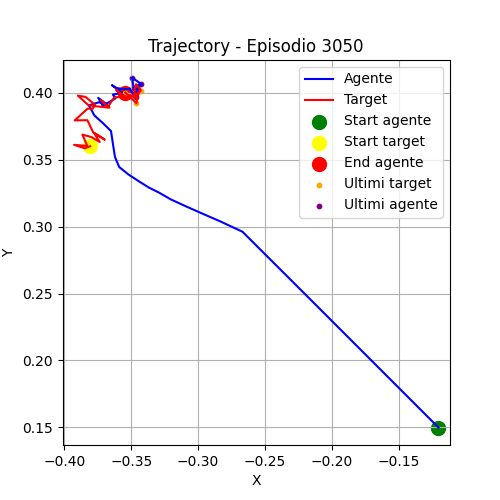 Trajectory - Episodio 3050
Agente
Target
Start agente
Start target
End agente
Ultimi target
Ultimi agente
0.40
0.35
0.30
0.25
0.20
0.15
Y
−0.40
−0.35
−0.30
−0.25
−0.20
−0.15
X